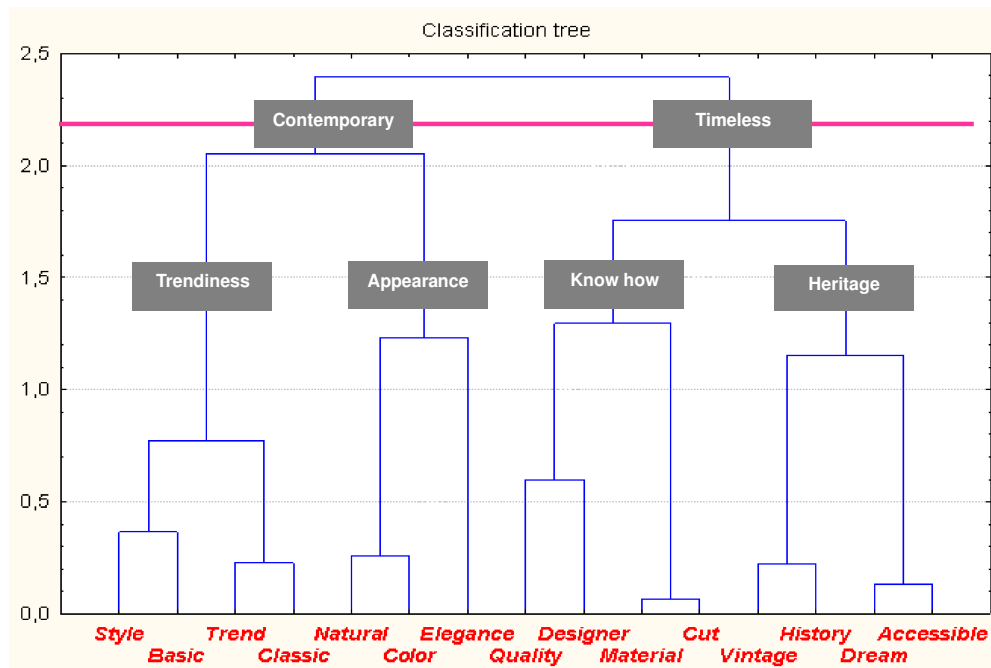 Classification tree
2,5
Contemporary Timeless
2,0
Trendiness Appearance Know how Heritage
1,5
1,0
0,5
0,0
Style Trend Natural Elegance Designer Cut History Accessible
Basic Classic Color Quality Material Vintage Dream